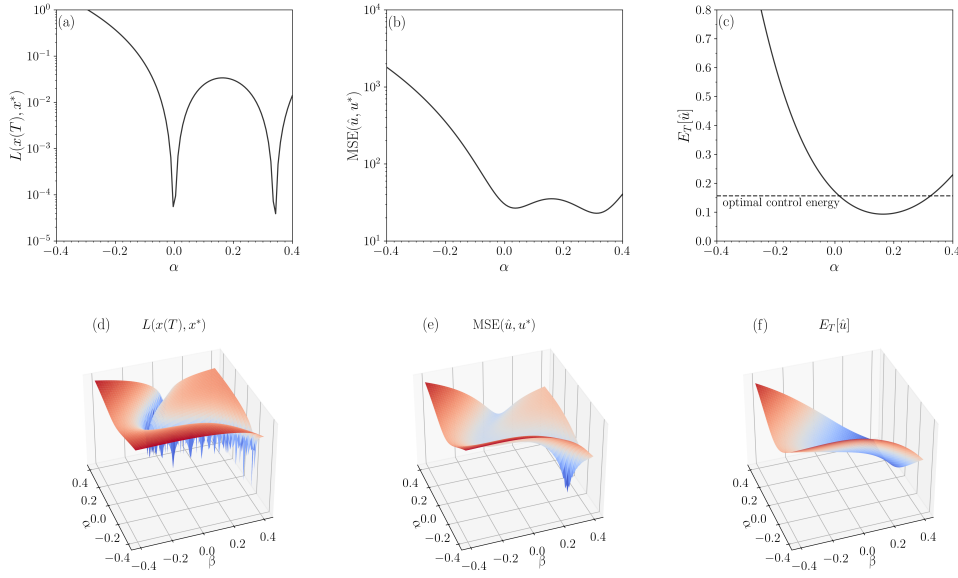 (a)
10^0
10^{-1}
10^{-2}
10^{-3}
10^{-4}
10^{-5}
L(x(T), x*)
−0.4 −0.2 0.0 0.2 0.4
α
(b)
10^4
10^3
10^2
10^1
MSE(û, u*)
−0.4 −0.2 0.0 0.2 0.4
α
(c)
0.8
0.7
0.6
0.5
0.4
0.3
0.2
0.1
0.0
E_T[û]
optimal control energy
−0.4 −0.2 0.0 0.2 0.4
α
(d) L(x(T), x*)
0.4
0.2
0.0
−0.2
−0.4
α
−0.4 −0.2 0.0 0.2 0.4
β
(e) MSE(û, u*)
0.4
0.2
0.0
−0.2
−0.4
α
−0.4 −0.2 0.0 0.2 0.4
β
(f) E_T[û]
0.4
0.2
0.0
−0.2
−0.4
α
−0.4 −0.2 0.0 0.2 0.4
β